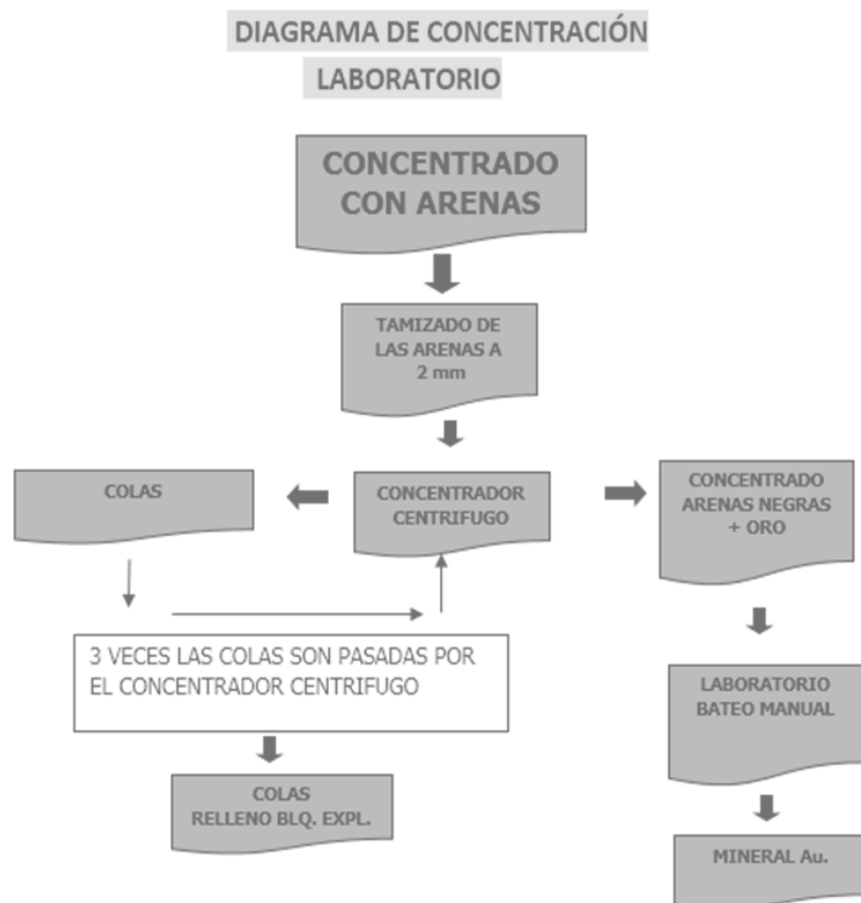 DIAGRAMA DE CONCENTRACIÓN
LABORATORIO
CONCENTRADO
CON ARENAS
TAMIZADO DE
LAS ARENAS A
2 mm
COLAS
CONCENTRADOR
CENTRIFUGO
CONCENTRADO
ARENAS NEGRAS
+ ORO
3 VECES LAS COLAS SON PASADAS POR
EL CONCENTRADOR CENTRIFUGO
LABORATORIO
BATEO MANUAL
COLAS
RELLENO BLQ. EXPL.
MINERAL Au.